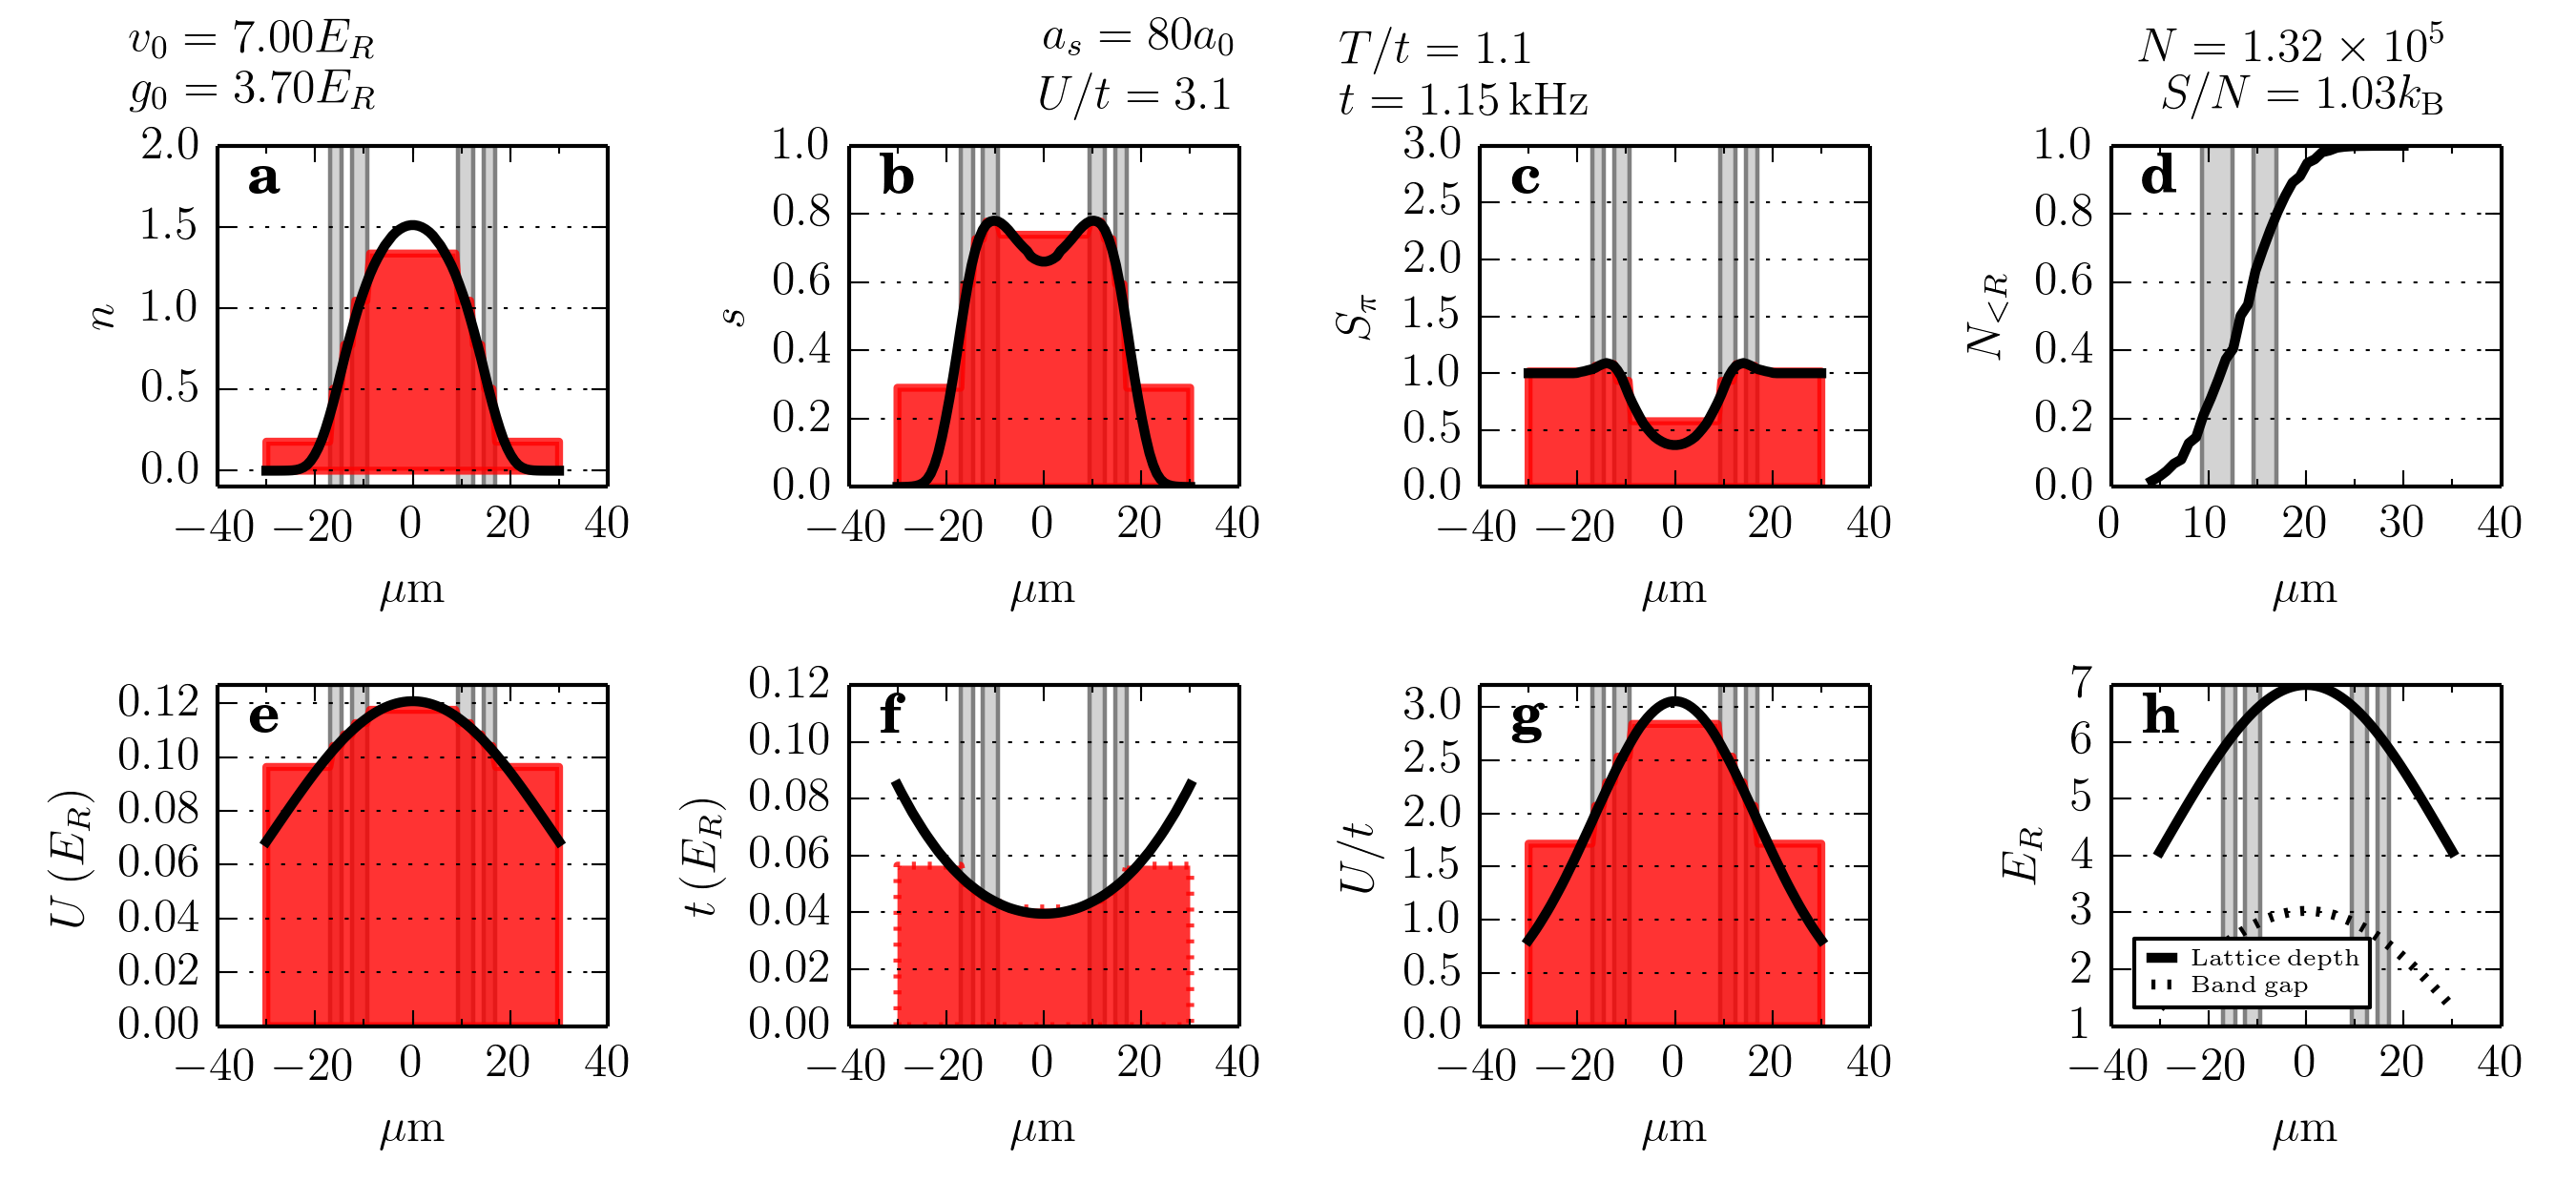 v₀ = 7.00E_R
g₀ = 3.70E_R
a_s = 80a₀
U/t = 3.1
T/t = 1.1
t = 1.15 kHz
N = 1.32 × 10⁵
S/N = 1.03k_B
a
2.0
1.5
1.0
0.5
0.0
n
−40 −20 0 20 40
μm
b
1.0
0.8
0.6
0.4
0.2
0.0
s
−40 −20 0 20 40
μm
c
3.0
2.5
2.0
1.5
1.0
0.5
0.0
S_π
−40 −20 0 20 40
μm
d
1.0
0.8
0.6
0.4
0.2
0.0
N_{<R}
0 10 20 30 40
μm
e
0.12
0.10
0.08
0.06
0.04
0.02
0.00
U (E_R)
−40 −20 0 20 40
μm
f
0.12
0.10
0.08
0.06
0.04
0.02
0.00
t (E_R)
−40 −20 0 20 40
μm
g
3.0
2.5
2.0
1.5
1.0
0.5
0.0
U/t
−40 −20 0 20 40
μm
h
7
6
5
4
3
2
1
E_R
Lattice depth
Band gap
−40 −20 0 20 40
μm